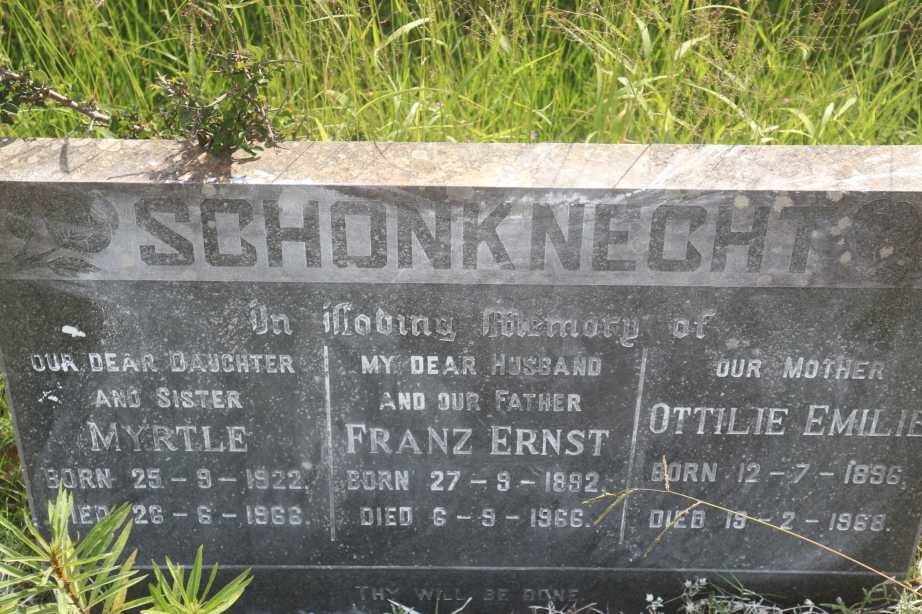 SCHONKNECHT
In Loving Memory of
OUR DEAR DAUGHTER
AND SISTER
MYRTLE
BORN 25-9-1922.
DIED 26-6-1966.
MY DEAR HUSBAND
AND OUR FATHER
FRANZ ERNST
BORN 27-9-1892.
DIED 6-9-1966.
OUR MOTHER
OTTILIE EMILIE
BORN 12-7-1896.
DIED 19-2-1968.
THY WILL BE DONE